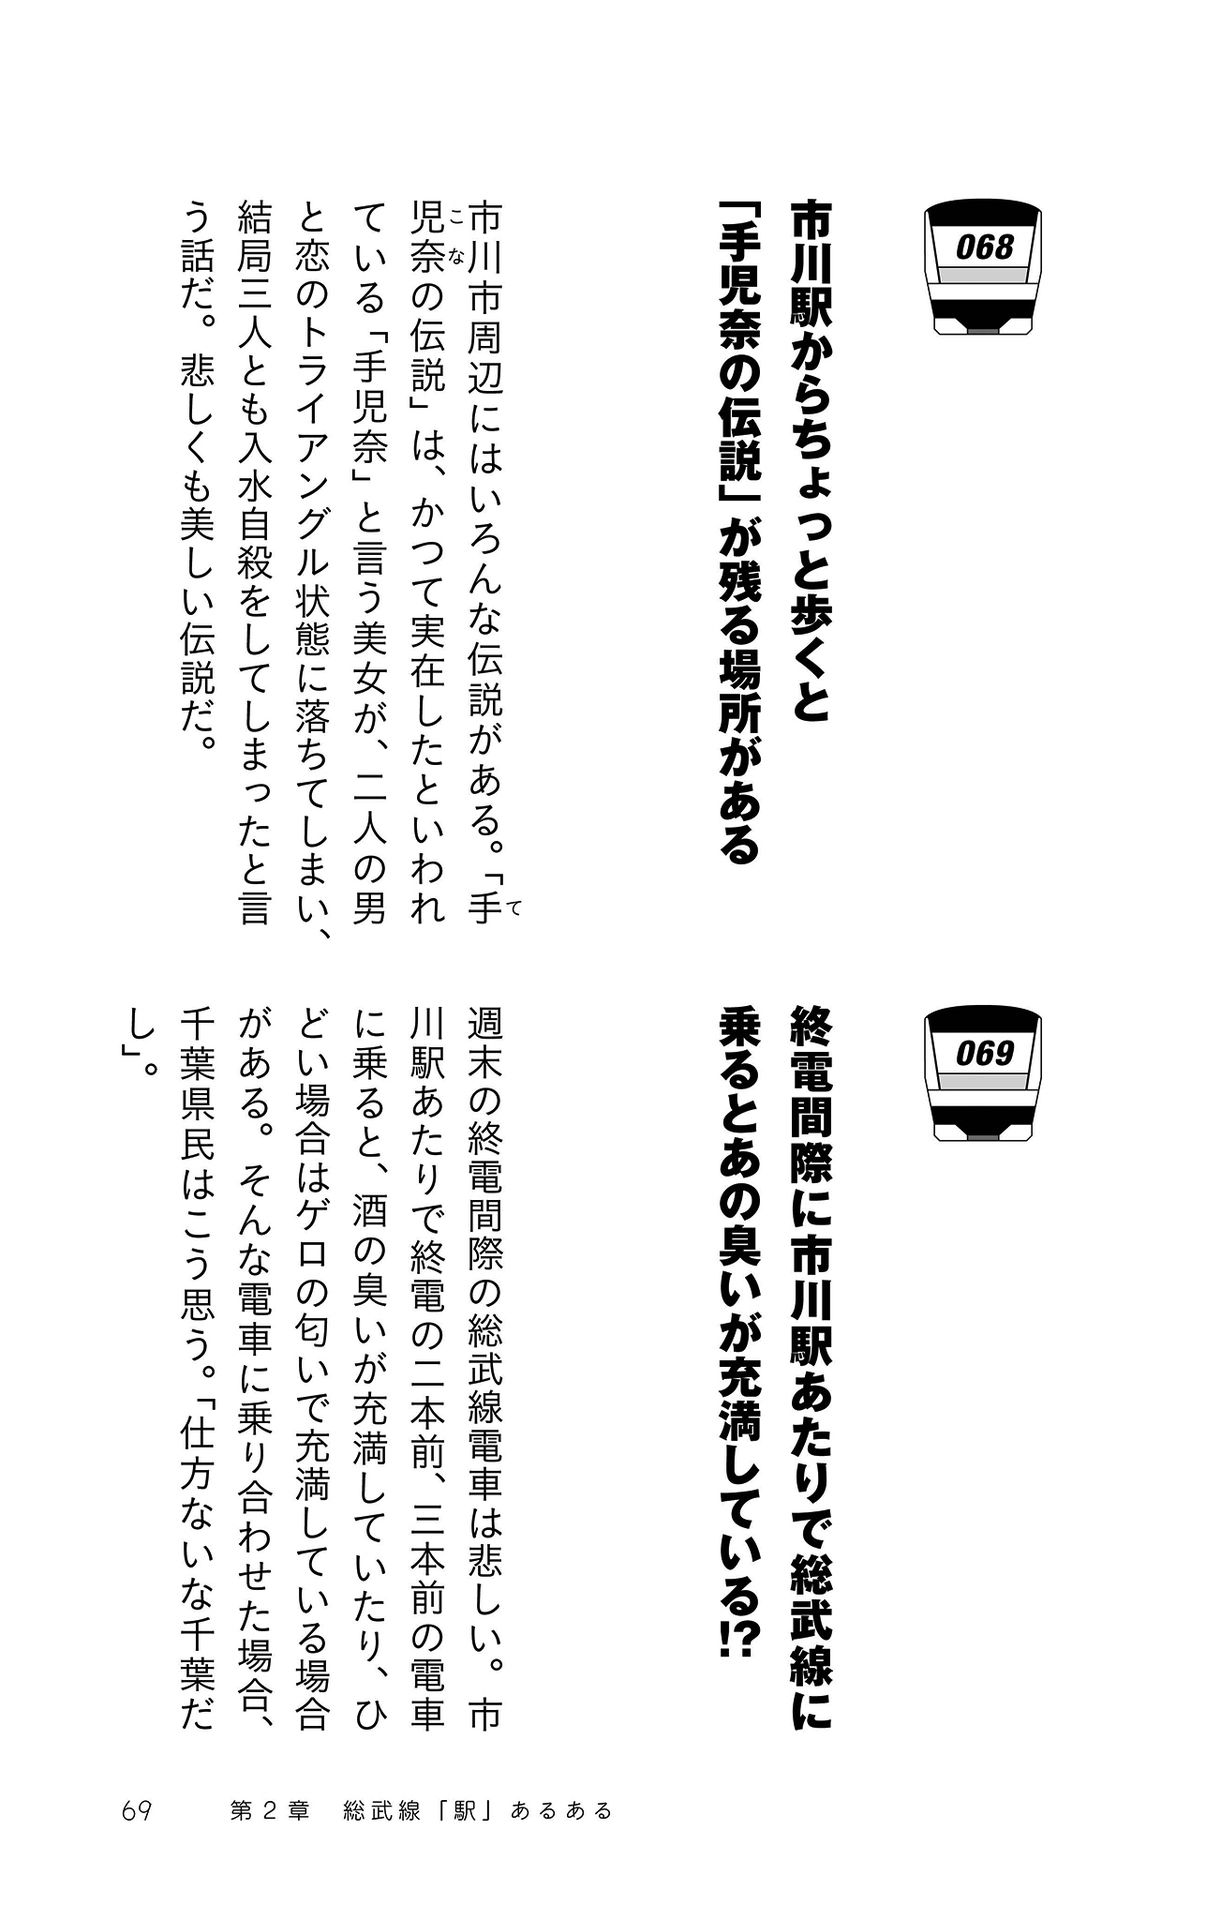 068
市川駅からちょっと歩くと
「手児奈の伝説」が残る場所がある
市川市周辺にはいろんな伝説がある。「手
て
児奈の伝説」は、かつて実在したといわれ
こな
ている「手児奈」と言う美女が、二人の男
と恋のトライアングル状態に落ちてしまい、
結局三人とも入水自殺をしてしまったと言
う話だ。悲しくも美しい伝説だ。
069
終電間際に市川駅あたりで総武線に
乗るとあの臭いが充満している!?
週末の終電間際の総武線電車は悲しい。市
川駅あたりで終電の二本前、三本前の電車
に乗ると、酒の臭いが充満していたり、ひ
どい場合はゲロの匂いで充満している場合
がある。そんな電車に乗り合わせた場合、
千葉県民はこう思う。「仕方ないな千葉だ
し」。
69 第2章 総武線「駅」あるある